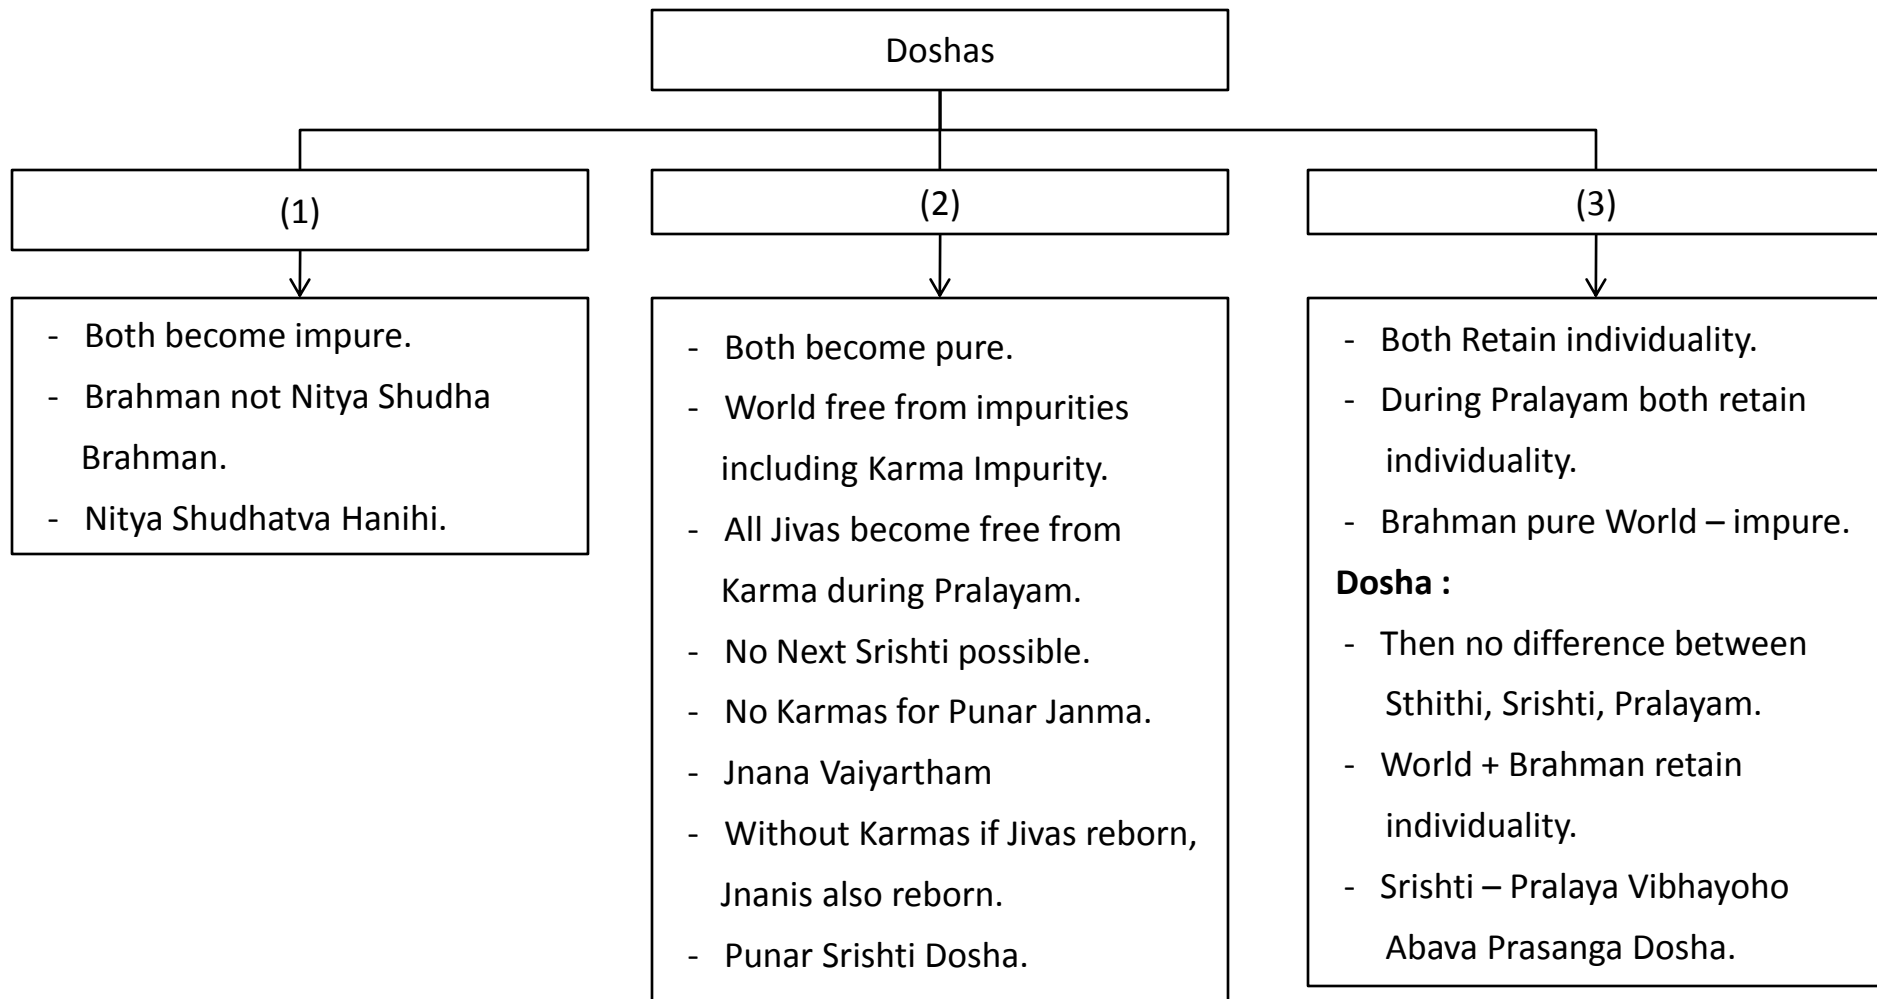 Doshas
(1)
- Both become impure.
- Brahman not Nitya Shudha
Brahman.
- Nitya Shudhatva Hanihi.
(2)
- Both become pure.
- World free from impurities
including Karma Impurity.
- All Jivas become free from
Karma during Pralayam.
- No Next Srishti possible.
- No Karmas for Punar Janma.
- Jnana Vaiyartham
- Without Karmas if Jivas reborn,
Jnanis also reborn.
- Punar Srishti Dosha.
(3)
- Both Retain individuality.
- During Pralayam both retain
individuality.
- Brahman pure World – impure.
Dosha :
- Then no difference between
Sthithi, Srishti, Pralayam.
- World + Brahman retain
individuality.
- Srishti – Pralaya Vibhayoho
Abava Prasanga Dosha.